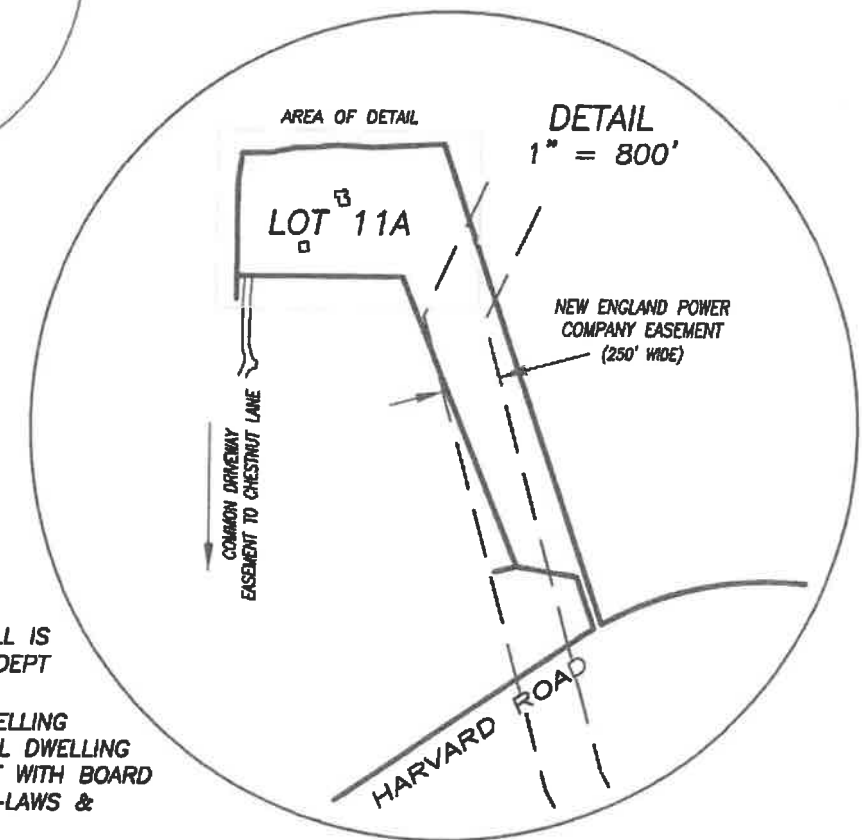 AREA OF DETAIL
DETAIL
1" = 800'
LOT 11A
NEW ENGLAND POWER
COMPANY EASEMENT
(250' WIDE)
COMMON DRIVEWAY
EASEMENT TO CHESTNUT LANE
HARVARD ROAD
LL IS
DEPT
ELLING
L DWELLING
T WITH BOARD
-LAWS &